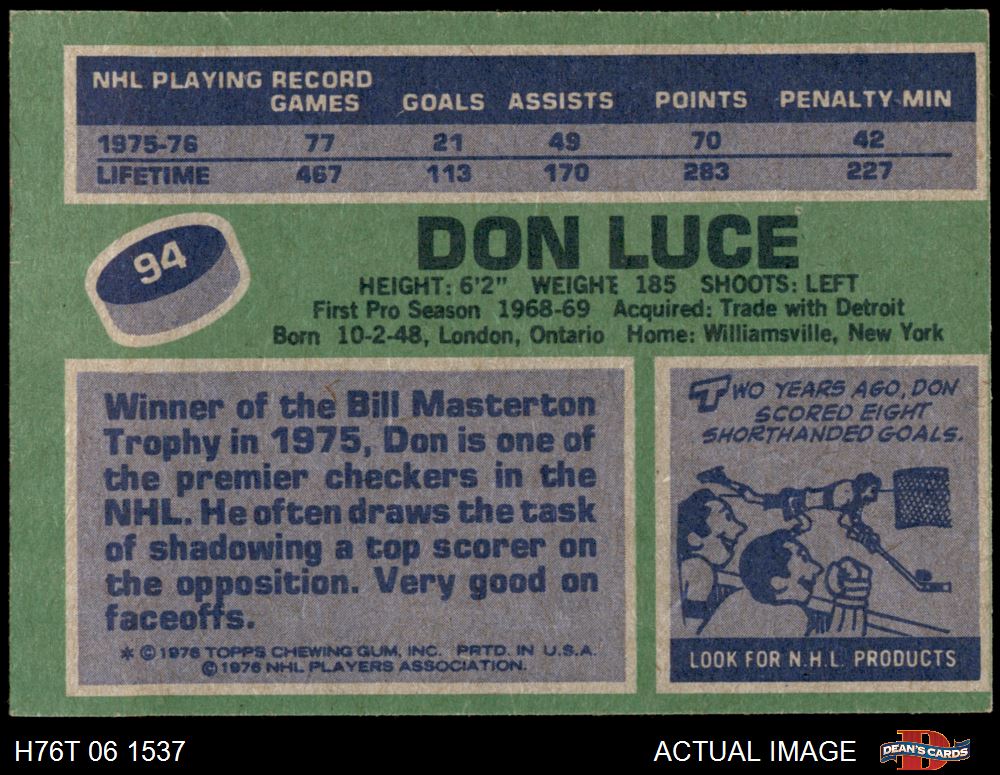 NHL PLAYING RECORD
GAMES GOALS ASSISTS POINTS PENALTY MIN
1975-76 77 21 49 70 42
LIFETIME 467 113 170 283 227
94
DON LUCE
HEIGHT: 6'2" WEIGHT 185 SHOOTS: LEFT
First Pro Season 1968-69 Acquired: Trade with Detroit
Born 10-2-48, London, Ontario Home: Williamsville, New York
Winner of the Bill Masterton
Trophy in 1975, Don is one of
the premier checkers in the
NHL. He often draws the task
of shadowing a top scorer on
the opposition. Very good on
faceoffs.
* © 1976 TOPPS CHEWING GUM, INC. PRTD. IN U.S.A.
© 1976 NHL PLAYERS ASSOCIATION.
TWO YEARS AGO, DON
SCORED EIGHT
SHORTHANDED GOALS.
LOOK FOR N.H.L. PRODUCTS
H76T 06 1537
ACTUAL IMAGE
D
DEAN'S CARDS